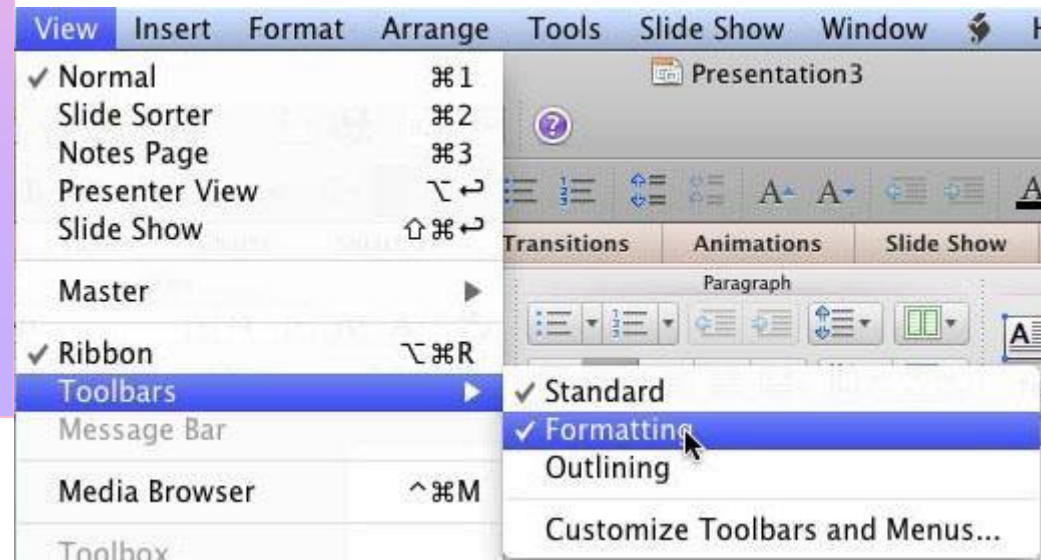 View Insert Format Arrange Tools Slide Show Window
Presentation3
✓ Normal ⌘1
Slide Sorter ⌘2
Notes Page ⌘3
Presenter View ⌥↩
Slide Show ⇧⌘↩
Master ▶
✓ Ribbon ⌥⌘R
Toolbars ▶
Message Bar
Media Browser ^⌘M
Toolbox
Transitions Animations Slide Show
Paragraph
✓ Standard
✓ Formatting
Outlining
Customize Toolbars and Menus...